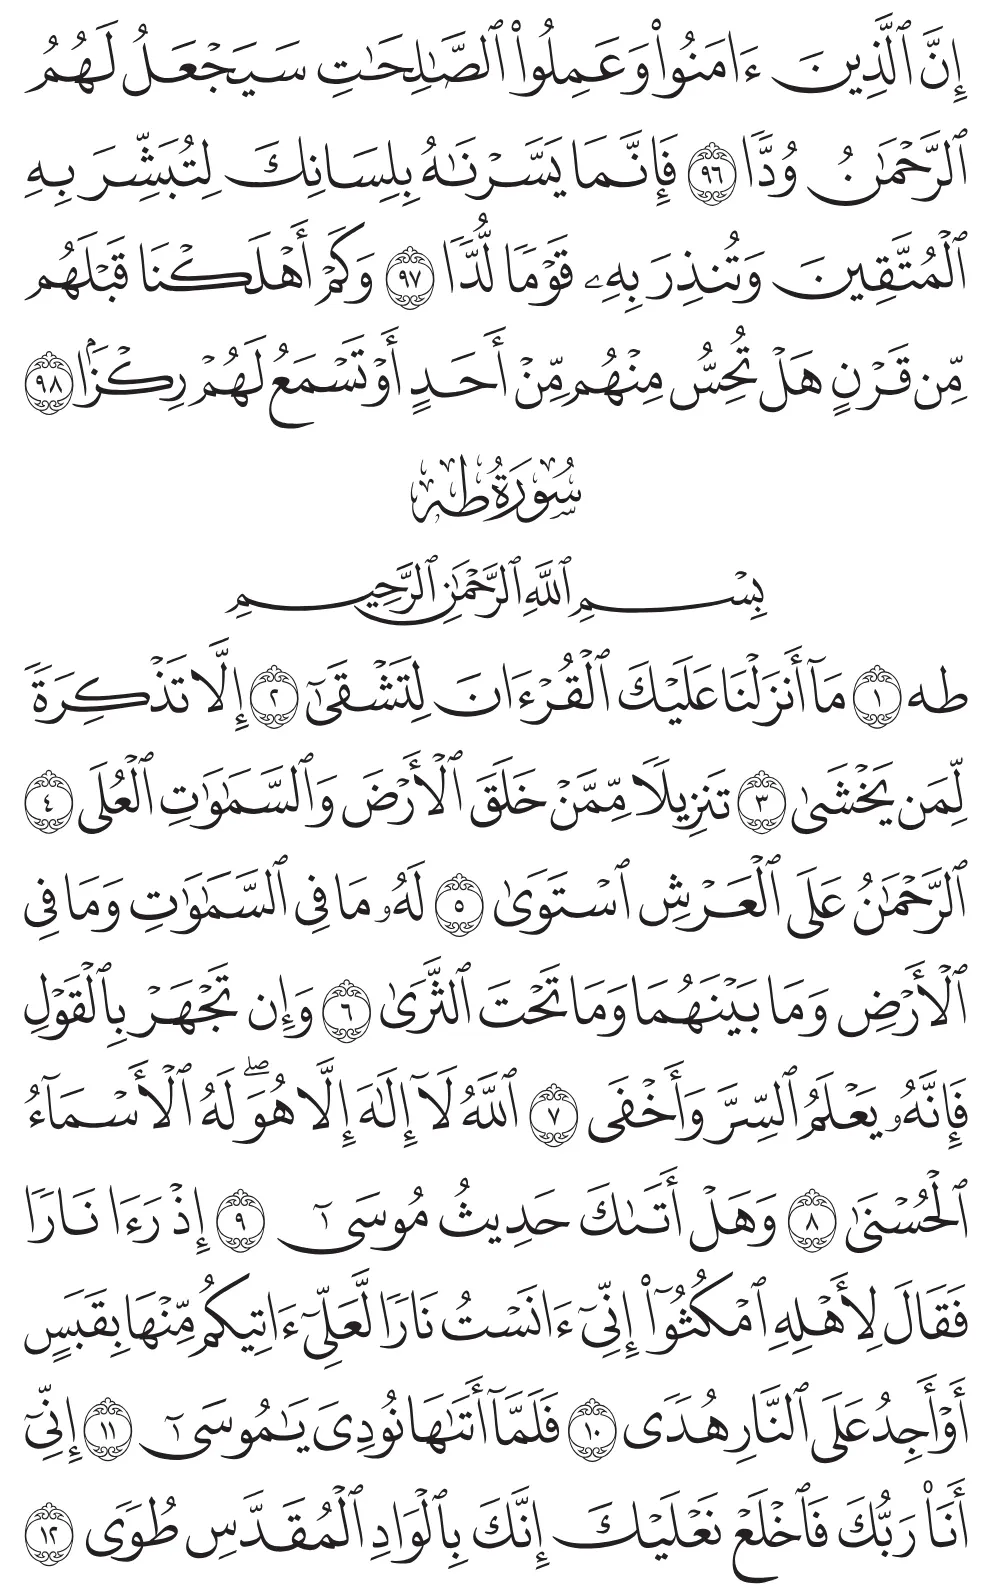 إِنَّ ٱلَّذِينَ ءَامَنُوا۟ وَعَمِلُوا۟ ٱلصَّـٰلِحَـٰتِ سَيَجْعَلُ لَهُمُ
ٱلرَّحْمَـٰنُ وُدًّا ٩٦ فَإِنَّمَا يَسَّرْنَـٰهُ بِلِسَانِكَ لِتُبَشِّرَ بِهِ
ٱلْمُتَّقِينَ وَتُنذِرَ بِهِۦ قَوْمًا لُّدًّا ٩٧ وَكَمْ أَهْلَكْنَا قَبْلَهُم
مِّن قَرْنٍ هَلْ تُحِسُّ مِنْهُم مِّنْ أَحَدٍ أَوْ تَسْمَعُ لَهُمْ رِكْزًۢا ٩٨
سُورَةُ طه
بِسْمِ ٱللَّهِ ٱلرَّحْمَـٰنِ ٱلرَّحِيمِ
طه ١ مَآ أَنزَلْنَا عَلَيْكَ ٱلْقُرْءَانَ لِتَشْقَىٰٓ ٢ إِلَّا تَذْكِرَةً
لِّمَن يَخْشَىٰ ٣ تَنزِيلًا مِّمَّنْ خَلَقَ ٱلْأَرْضَ وَٱلسَّمَـٰوَٰتِ ٱلْعُلَى ٤
ٱلرَّحْمَـٰنُ عَلَى ٱلْعَرْشِ ٱسْتَوَىٰ ٥ لَهُۥ مَا فِى ٱلسَّمَـٰوَٰتِ وَمَا فِى
ٱلْأَرْضِ وَمَا بَيْنَهُمَا وَمَا تَحْتَ ٱلثَّرَىٰ ٦ وَإِن تَجْهَرْ بِٱلْقَوْلِ
فَإِنَّهُۥ يَعْلَمُ ٱلسِّرَّ وَأَخْفَى ٧ ٱللَّهُ لَآ إِلَـٰهَ إِلَّا هُوَ ۖ لَهُ ٱلْأَسْمَآءُ
ٱلْحُسْنَىٰ ٨ وَهَلْ أَتَىٰكَ حَدِيثُ مُوسَىٰٓ ٩ إِذْ رَءَا نَارًا
فَقَالَ لِأَهْلِهِ ٱمْكُثُوٓا۟ إِنِّىٓ ءَانَسْتُ نَارًا لَّعَلِّىٓ ءَاتِيكُم مِّنْهَا بِقَبَسٍ
أَوْ أَجِدُ عَلَى ٱلنَّارِ هُدًى ١٠ فَلَمَّآ أَتَىٰهَا نُودِىَ يَـٰمُوسَىٰٓ ١١ إِنِّىٓ
أَنَا۠ رَبُّكَ فَٱخْلَعْ نَعْلَيْكَ إِنَّكَ بِٱلْوَادِ ٱلْمُقَدَّسِ طُوًى ١٢